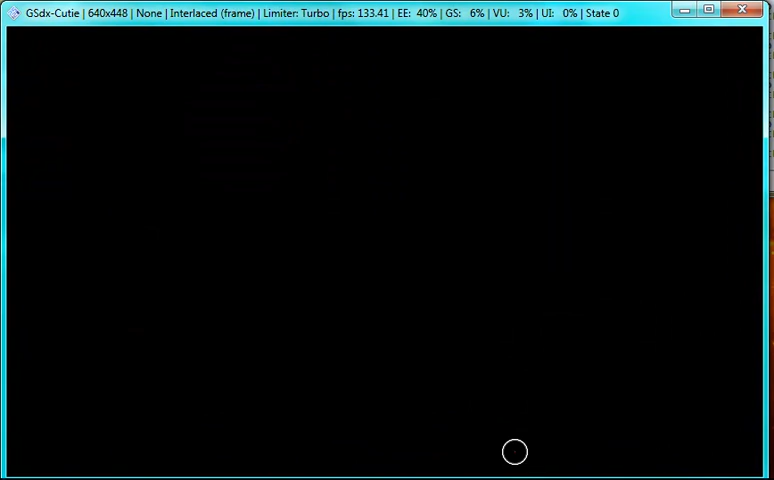 GSdx-Cutie | 640x448 | None | Interlaced (frame) | Limiter: Turbo | fps: 133.41 | EE: 40% | GS: 6% | VU: 3% | UI: 0% | State 0